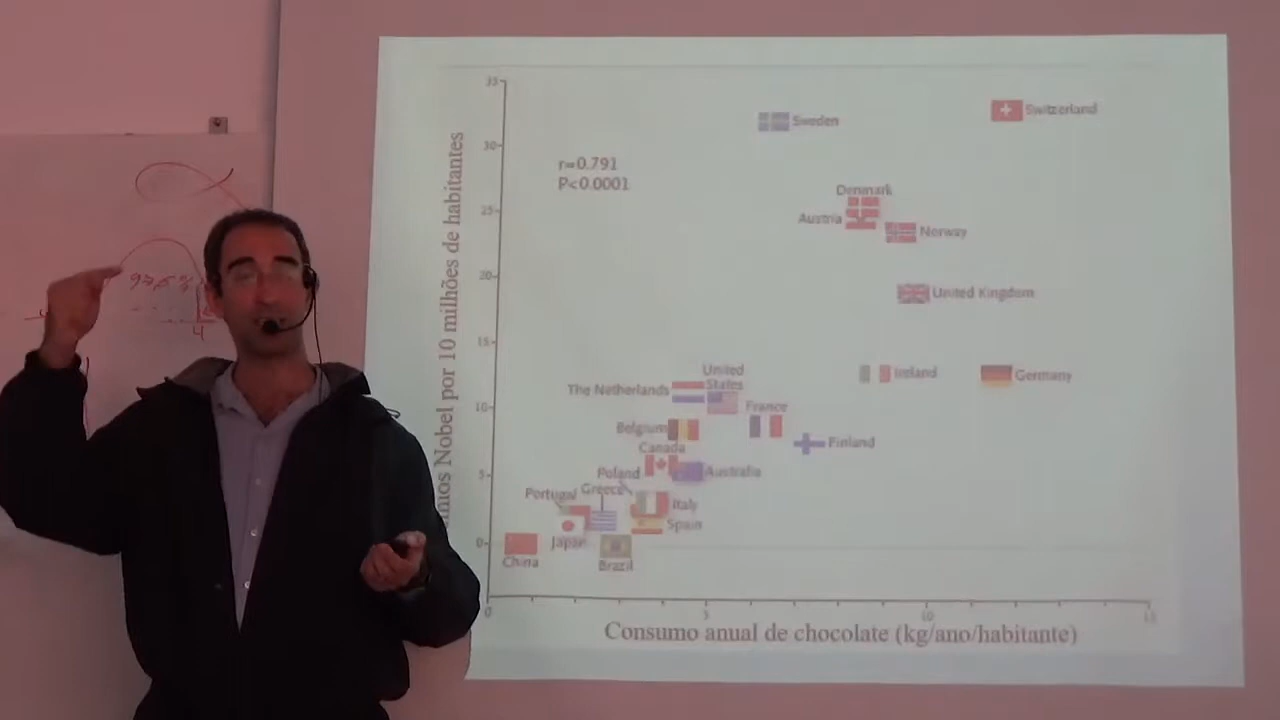 35
Sweden
Switzerland
30
r=0.791
P<0.0001
Denmark
25
Austria
Norway
20
United Kingdom
15
United
States
The Netherlands
Ireland
Germany
10
France
Belgium
Finland
Canada
Poland
Australia
5
Portugal
Greece
Italy
Spain
0
Japan
China
Brazil
0
5
10
15
Consumo anual de chocolate (kg/ano/habitante)
Nobel por 10 milhões de habitantes